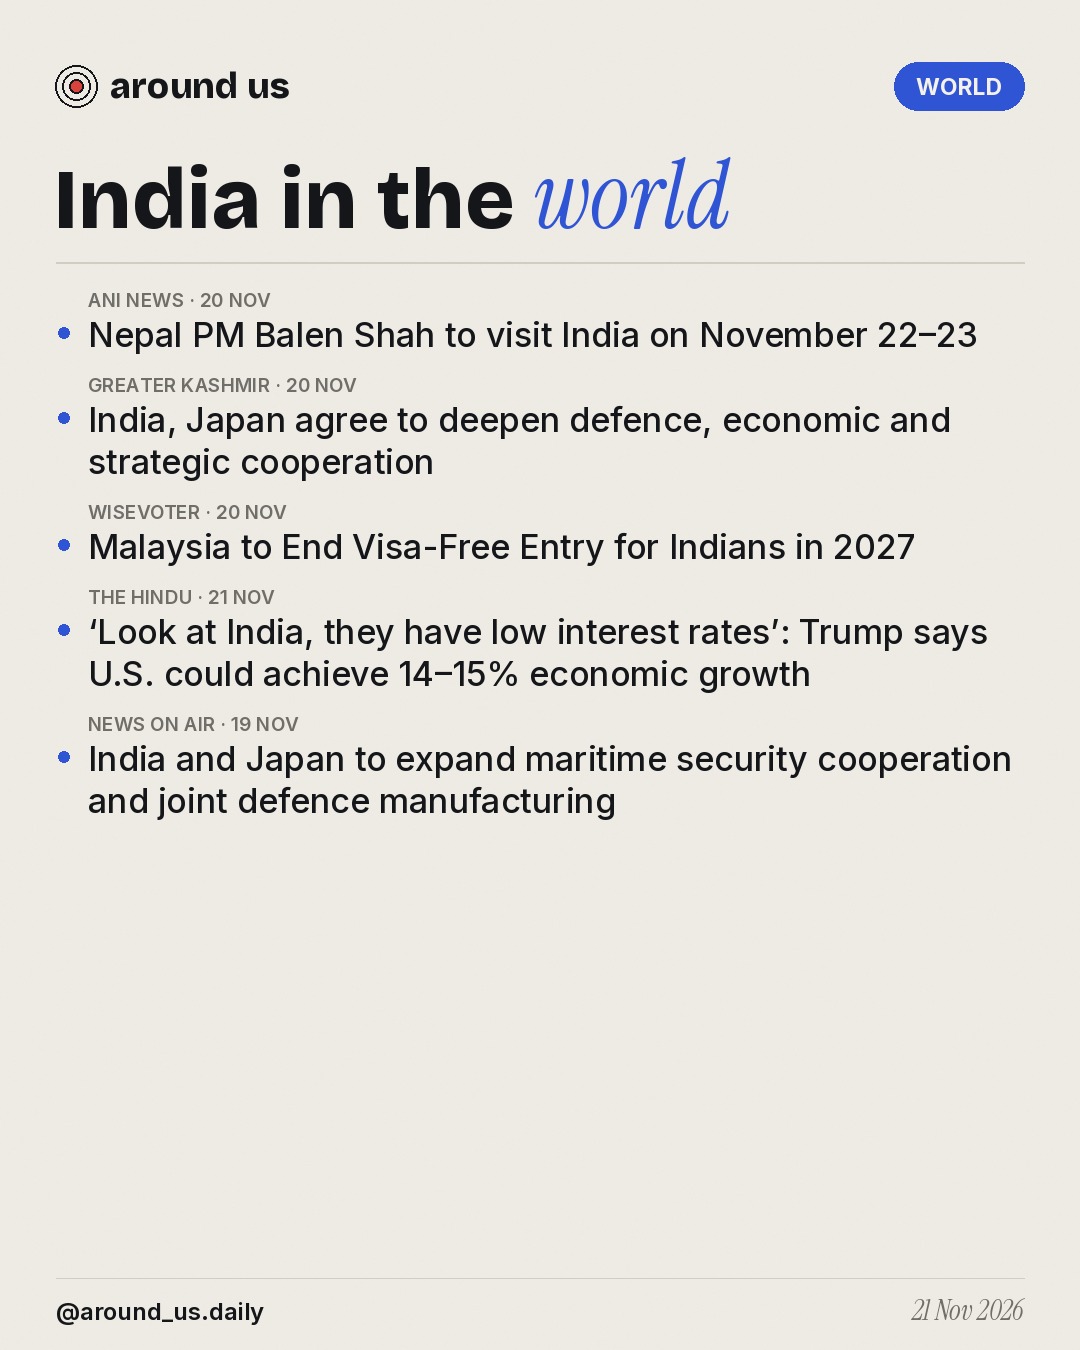 around us
WORLD
India in the world
ANI NEWS · 20 NOV
Nepal PM Balen Shah to visit India on November 22–23
GREATER KASHMIR · 20 NOV
India, Japan agree to deepen defence, economic and
strategic cooperation
WISEVOTER · 20 NOV
Malaysia to End Visa-Free Entry for Indians in 2027
THE HINDU · 21 NOV
‘Look at India, they have low interest rates’: Trump says
U.S. could achieve 14–15% economic growth
NEWS ON AIR · 19 NOV
India and Japan to expand maritime security cooperation
and joint defence manufacturing
@around_us.daily
21 Nov 2026